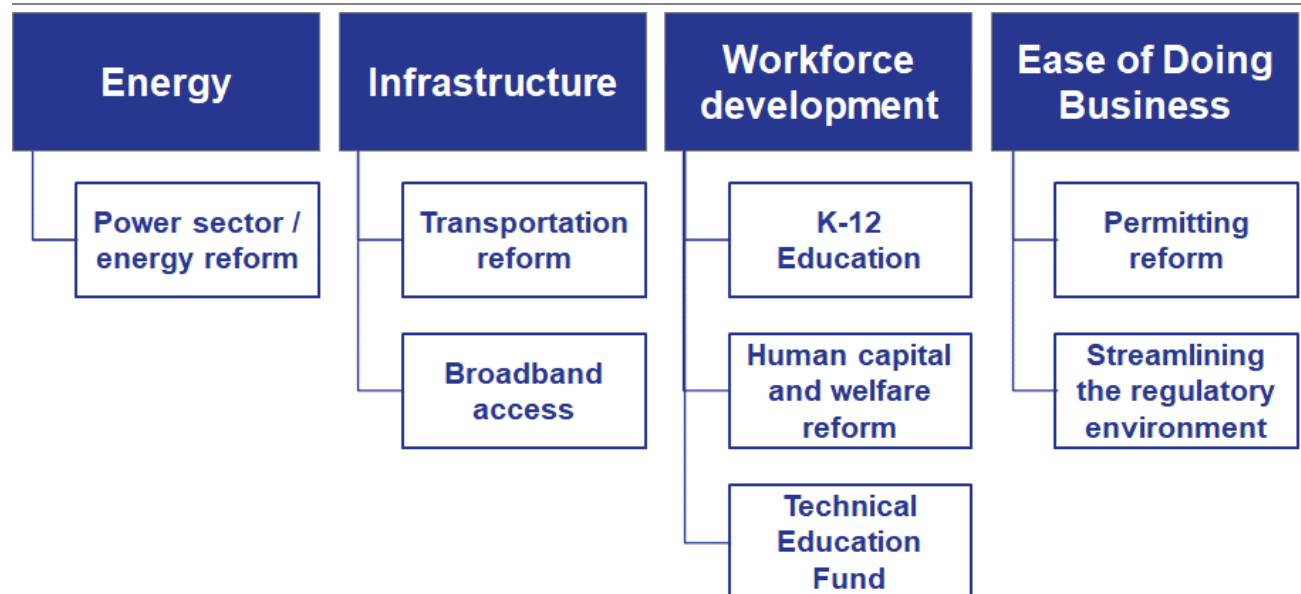 Energy
Power sector /
energy reform
Infrastructure
Transportation
reform
Broadband
access
Workforce
development
K-12
Education
Human capital
and welfare
reform
Technical
Education
Fund
Ease of Doing
Business
Permitting
reform
Streamlining
the regulatory
environment